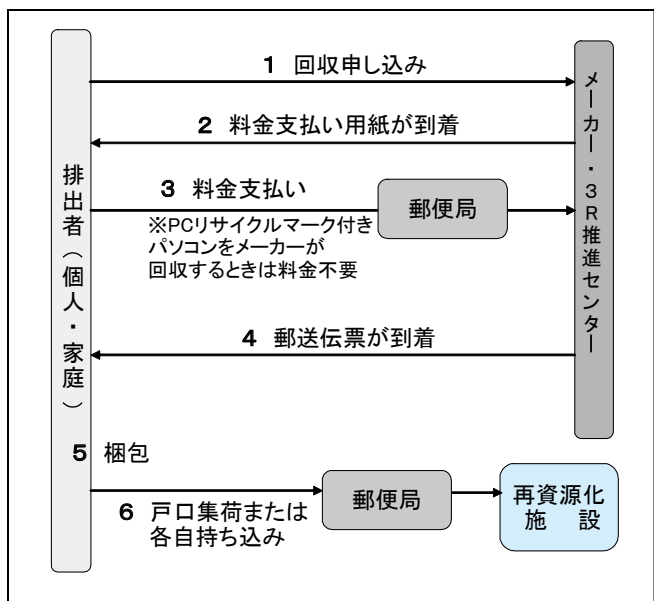 排出者（個人・家庭）
メーカー・3R推進センター
1 回収申し込み
2 料金支払い用紙が到着
3 料金支払い
※PCリサイクルマーク付き
パソコンをメーカーが
回収するときは料金不要
郵便局
4 郵送伝票が到着
5 梱包
6 戸口集荷または
各自持ち込み
郵便局
再資源化
施設